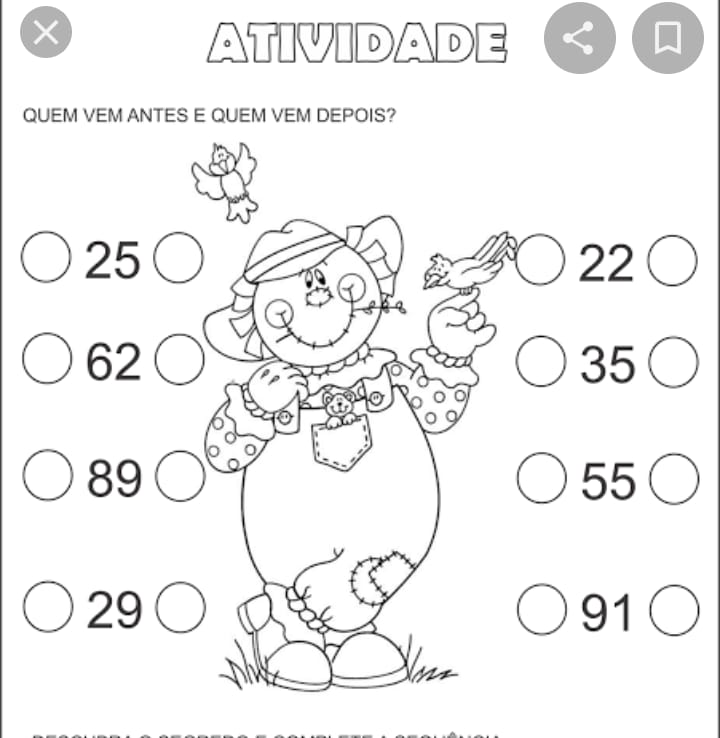 ATIVIDADE
QUEM VEM ANTES E QUEM VEM DEPOIS?
25 22
62 35
89 55
29 91